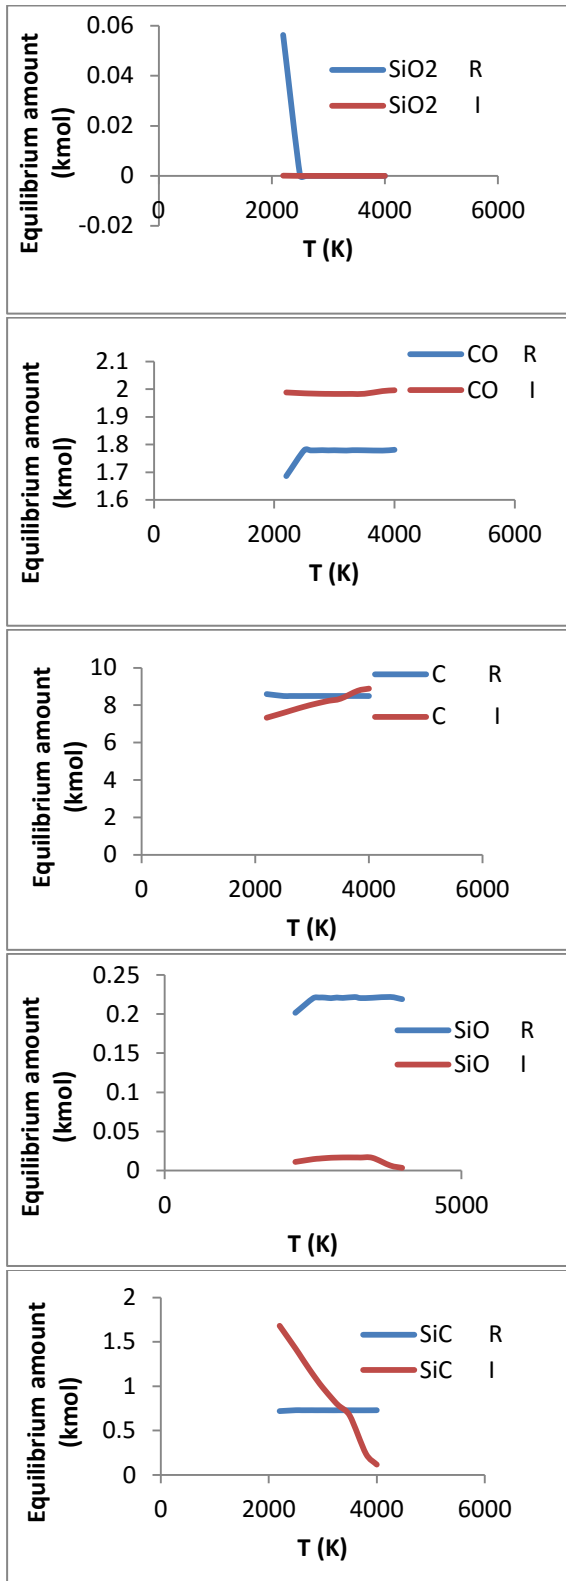 Equilibrium amount
(kmol)
0.06
0.04
0.02
0
-0.02
0
2000
4000
6000
SiO2 R
SiO2 I
T (K)
Equilibrium amount
(kmol)
2.1
2
1.9
1.8
1.7
1.6
0
2000
4000
6000
CO R
CO I
T (K)
Equilibrium amount
(kmol)
10
8
6
4
2
0
0
2000
4000
6000
C R
C I
T (K)
Equilibrium amount
(kmol)
0.25
0.2
0.15
0.1
0.05
0
0
5000
SiO R
SiO I
T (K)
Equilibrium amount
(kmol)
2
1.5
1
0.5
0
0
2000
4000
6000
SiC R
SiC I
T (K)